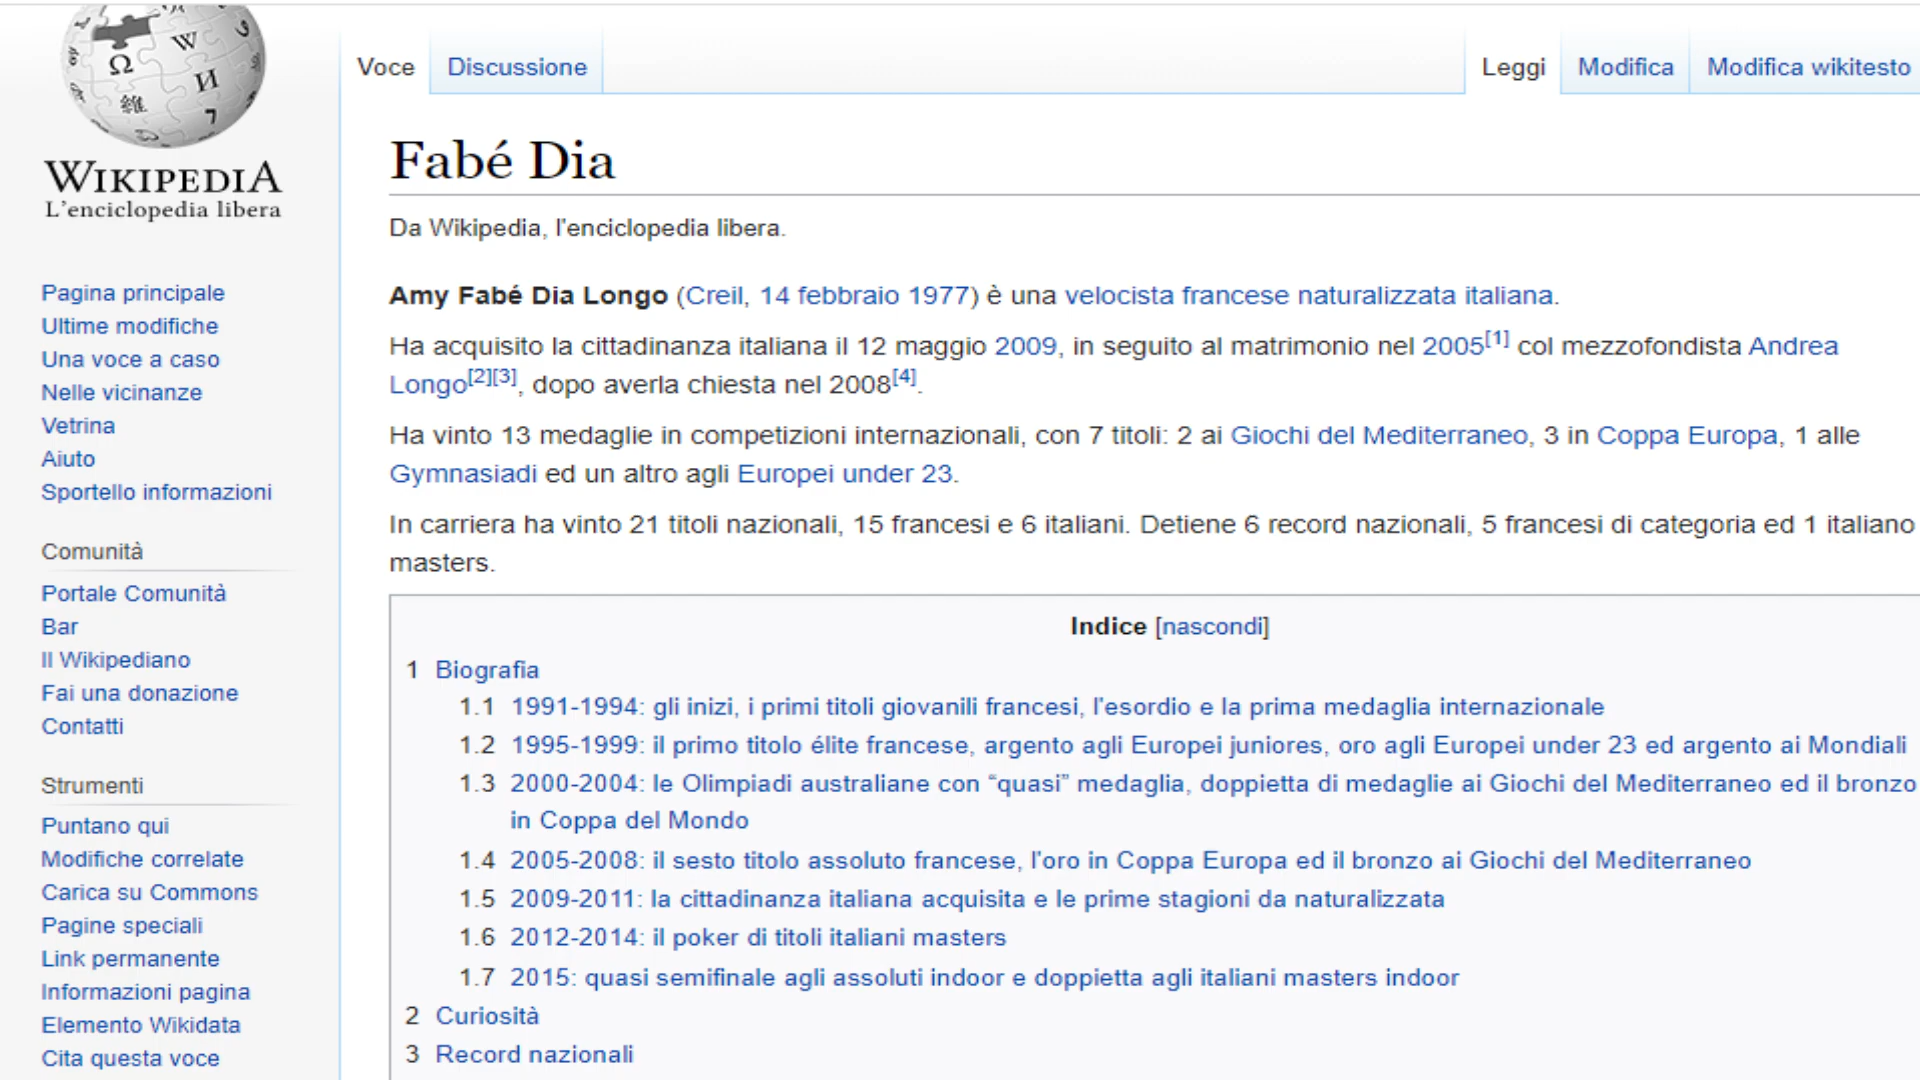 WIKIPEDIA
L'enciclopedia libera
Pagina principale
Ultime modifiche
Una voce a caso
Nelle vicinanze
Vetrina
Aiuto
Sportello informazioni
Comunità
Portale Comunità
Bar
Il Wikipediano
Fai una donazione
Contatti
Strumenti
Puntano qui
Modifiche correlate
Carica su Commons
Pagine speciali
Link permanente
Informazioni pagina
Elemento Wikidata
Cita questa voce
Voce Discussione Leggi Modifica Modifica wikitesto
Fabé Dia
Da Wikipedia, l'enciclopedia libera.
Amy Fabé Dia Longo (Creil, 14 febbraio 1977) è una velocista francese naturalizzata italiana.
Ha acquisito la cittadinanza italiana il 12 maggio 2009, in seguito al matrimonio nel 2005[1] col mezzofondista Andrea
Longo[2][3], dopo averla chiesta nel 2008[4].
Ha vinto 13 medaglie in competizioni internazionali, con 7 titoli: 2 ai Giochi del Mediterraneo, 3 in Coppa Europa, 1 alle
Gymnasiadi ed un altro agli Europei under 23.
In carriera ha vinto 21 titoli nazionali, 15 francesi e 6 italiani. Detiene 6 record nazionali, 5 francesi di categoria ed 1 italiano
masters.
Indice [nascondi]
1 Biografia
1.1 1991-1994: gli inizi, i primi titoli giovanili francesi, l'esordio e la prima medaglia internazionale
1.2 1995-1999: il primo titolo élite francese, argento agli Europei juniores, oro agli Europei under 23 ed argento ai Mondiali
1.3 2000-2004: le Olimpiadi australiane con “quasi” medaglia, doppietta di medaglie ai Giochi del Mediterraneo ed il bronzo
in Coppa del Mondo
1.4 2005-2008: il sesto titolo assoluto francese, l'oro in Coppa Europa ed il bronzo ai Giochi del Mediterraneo
1.5 2009-2011: la cittadinanza italiana acquisita e le prime stagioni da naturalizzata
1.6 2012-2014: il poker di titoli italiani masters
1.7 2015: quasi semifinale agli assoluti indoor e doppietta agli italiani masters indoor
2 Curiosità
3 Record nazionali